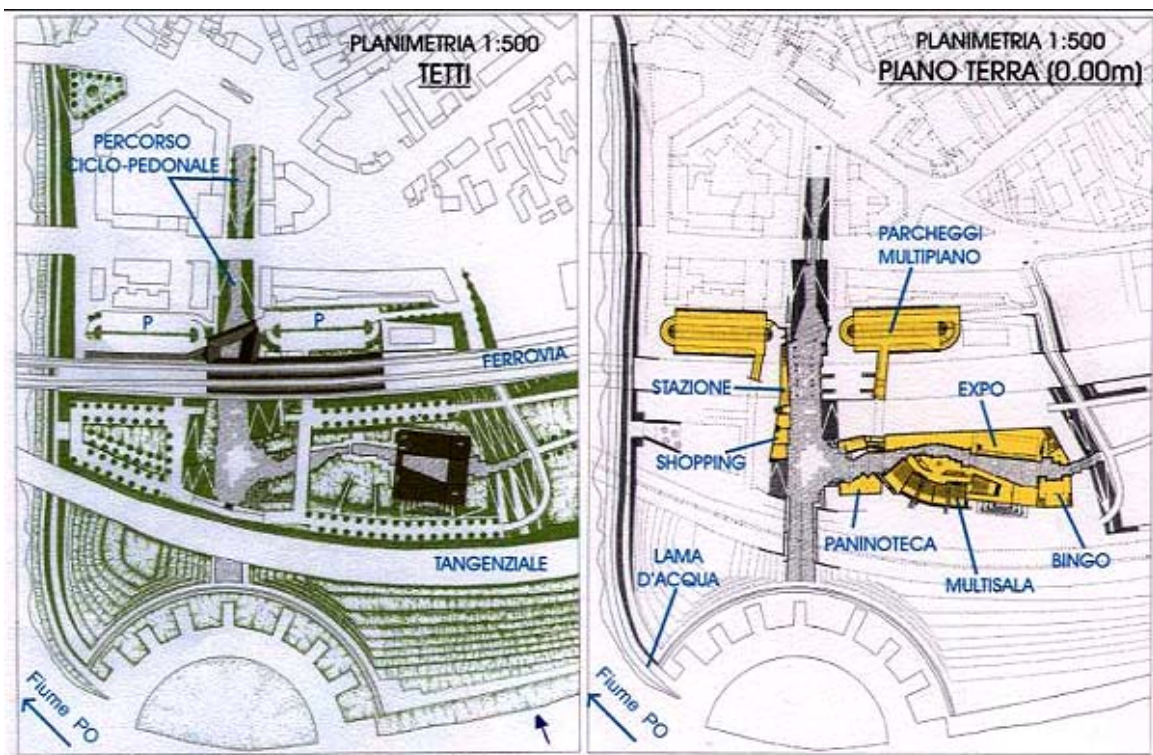 PLANIMETRIA 1:500
TETTI
PERCORSO
CICLO-PEDONALE
P
P
FERROVIA
TANGENZIALE
Fiume PO
PLANIMETRIA 1:500
PIANO TERRA (0.00m)
PARCHEGGI
MULTIPIANO
STAZIONE
EXPO
SHOPPING
PANINOTECA
BINGO
LAMA
D'ACQUA
MULTISALA
Fiume PO